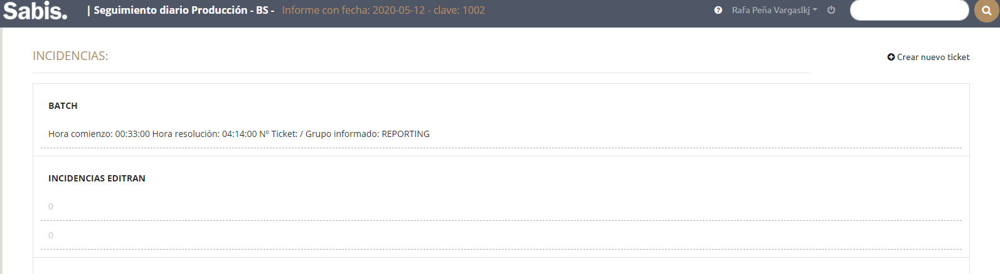 Sabis. | Seguimiento diario Producción - BS - Informe con fecha: 2020-05-12 - clave: 1002 Rafa Peña Vargaslkj
INCIDENCIAS:
Crear nuevo ticket
BATCH
Hora comienzo: 00:33:00 Hora resolución: 04:14:00 Nº Ticket: / Grupo informado: REPORTING
INCIDENCIAS EDITRAN
0
0